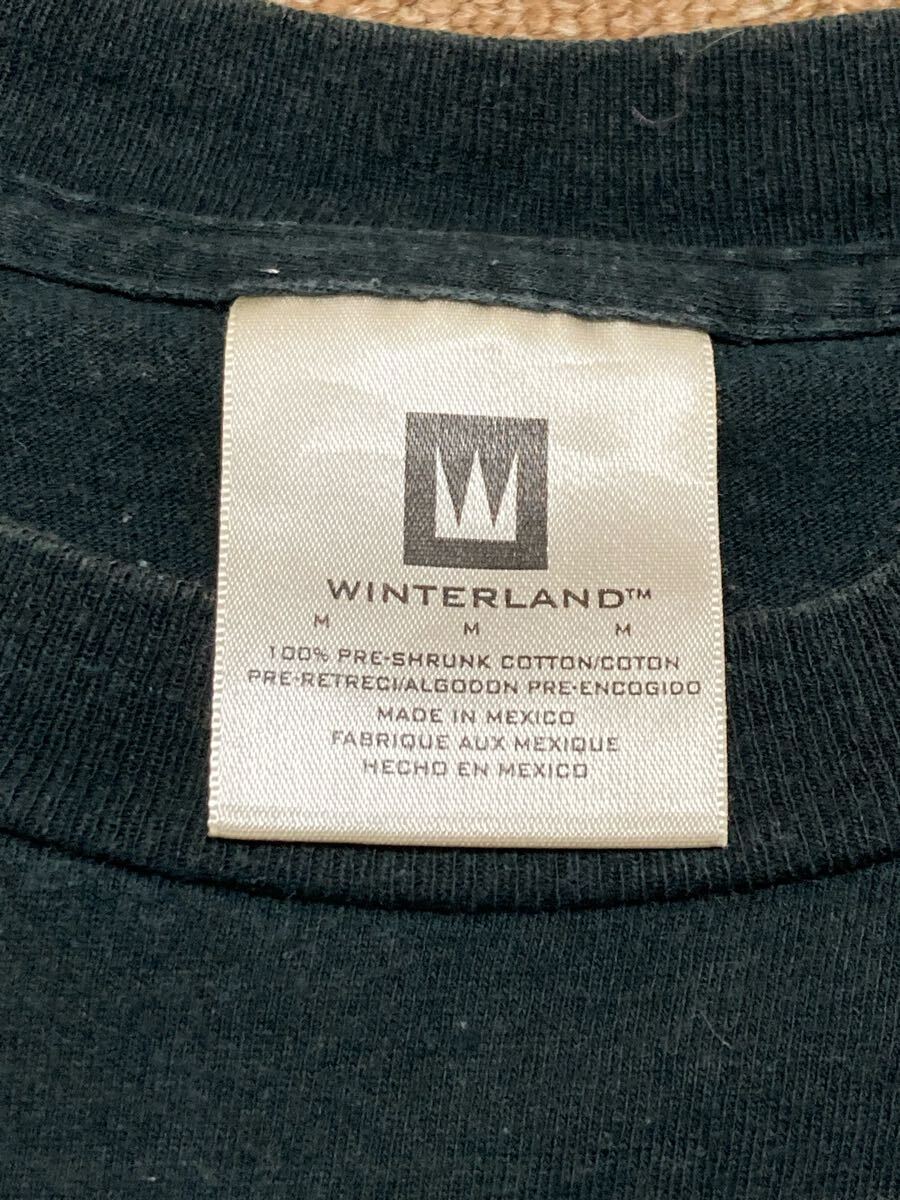 W
WINTERLAND™
M M M
100% PRE-SHRUNK COTTON/COTON
PRE-RETRECI/ALGODON PRE-ENCOGIDO
MADE IN MEXICO
FABRIQUE AUX MEXIQUE
HECHO EN MEXICO